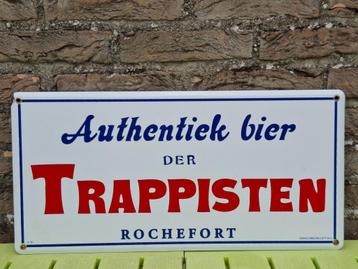 Authentiek bier
DER
TRAPPISTEN
ROCHEFORT